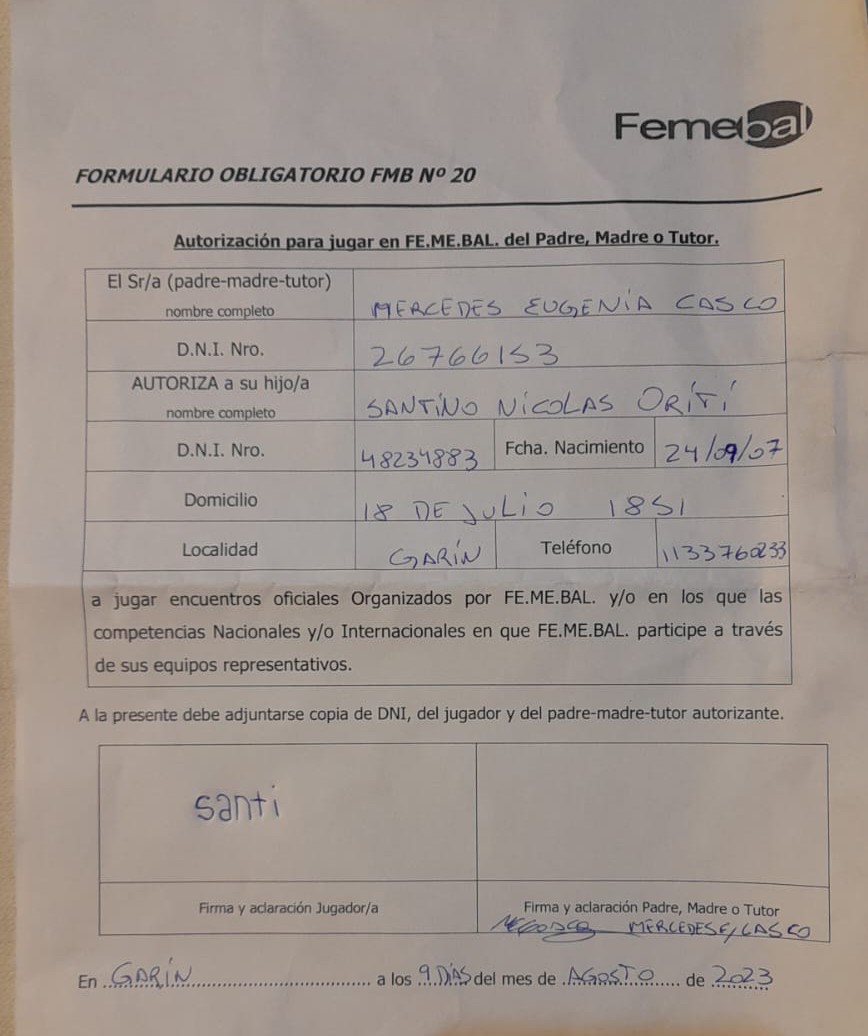 Femebal
FORMULARIO OBLIGATORIO FMB Nº 20
Autorización para jugar en FE.ME.BAL. del Padre, Madre o Tutor.
El Sr/a (padre-madre-tutor)
nombre completo
MERCEDES EUGENIA CASCO
D.N.I. Nro. 26766153
AUTORIZA a su hijo/a
nombre completo
SANTINO NICOLAS ORITÍ
D.N.I. Nro. 48234883 Fcha. Nacimiento 24/09/07
Domicilio 18 DE JULIO 1851
Localidad GARÍN Teléfono 1133760233
a jugar encuentros oficiales Organizados por FE.ME.BAL. y/o en los que las
competencias Nacionales y/o Internacionales en que FE.ME.BAL. participe a través
de sus equipos representativos.
A la presente debe adjuntarse copia de DNI, del jugador y del padre-madre-tutor autorizante.
santi
Firma y aclaración Jugador/a
Firma y aclaración Padre, Madre o Tutor
MERCEDES E, CASCO
En GARÍN a los 9 DÍAS del mes de AGOSTO de 2023